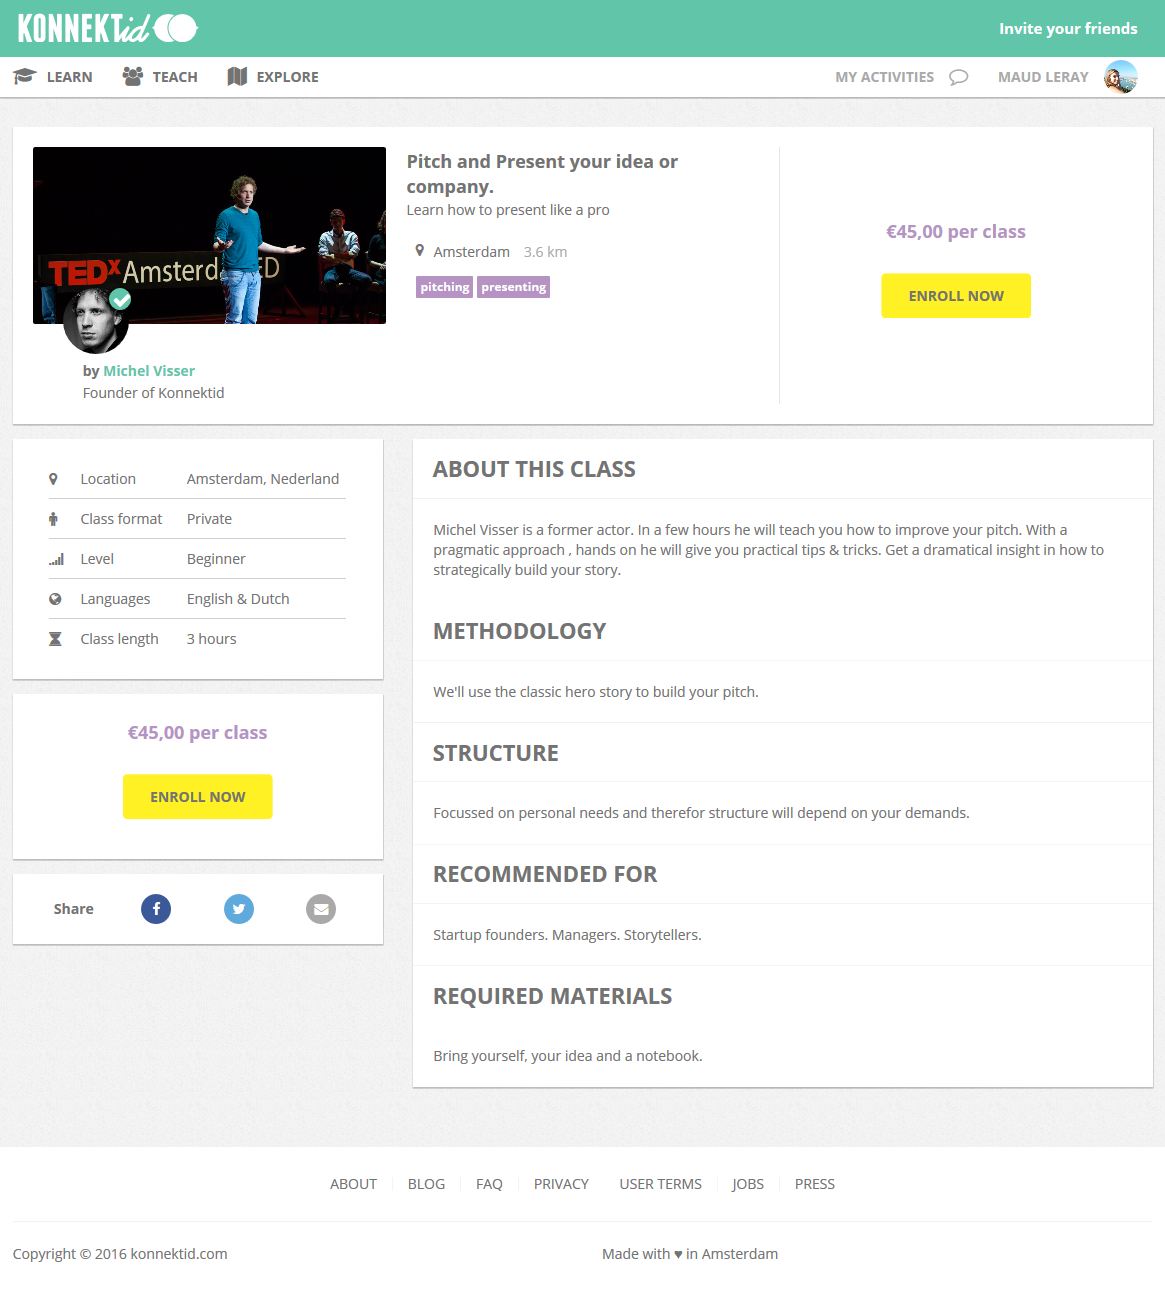 KONNEKTid
Invite your friends
LEARN
TEACH
EXPLORE
MY ACTIVITIES
MAUD LERAY
TEDx Amsterd ED
Pitch and Present your idea or
company.
Learn how to present like a pro
Amsterdam 3.6 km
pitching presenting
€45,00 per class
ENROLL NOW
by Michel Visser
Founder of Konnektid
Location Amsterdam, Nederland
Class format Private
Level Beginner
Languages English & Dutch
Class length 3 hours
€45,00 per class
ENROLL NOW
Share
ABOUT THIS CLASS
Michel Visser is a former actor. In a few hours he will teach you how to improve your pitch. With a
pragmatic approach , hands on he will give you practical tips & tricks. Get a dramatical insight in how to
strategically build your story.
METHODOLOGY
We'll use the classic hero story to build your pitch.
STRUCTURE
Focussed on personal needs and therefor structure will depend on your demands.
RECOMMENDED FOR
Startup founders. Managers. Storytellers.
REQUIRED MATERIALS
Bring yourself, your idea and a notebook.
ABOUT BLOG FAQ PRIVACY USER TERMS JOBS PRESS
Copyright © 2016 konnektid.com
Made with ♥ in Amsterdam